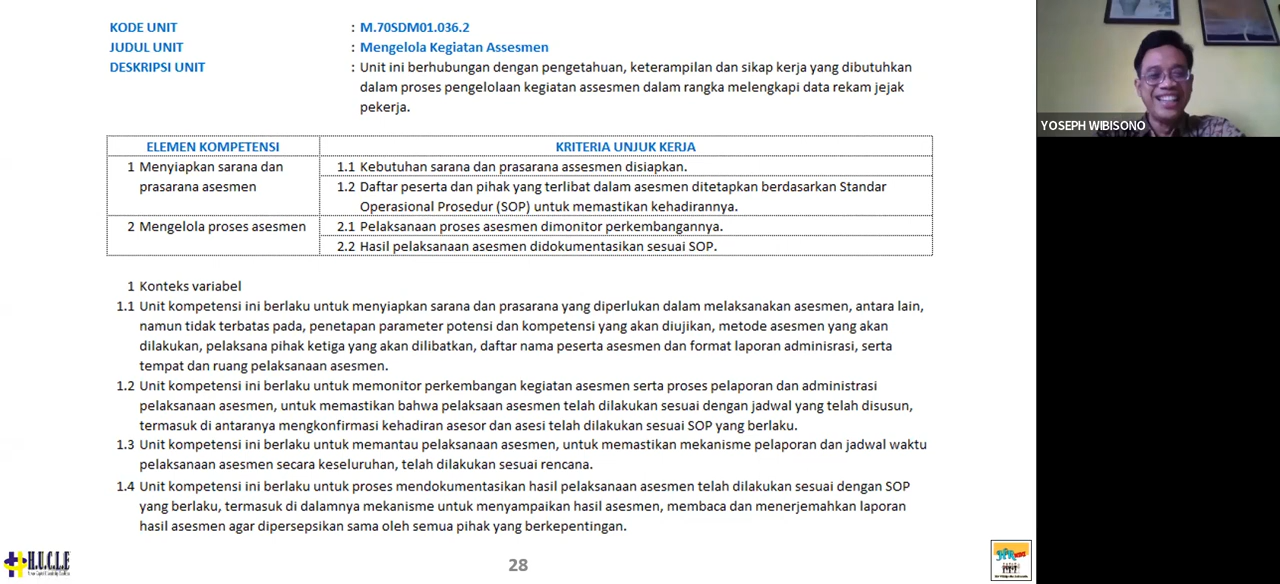 KODE UNIT : M.70SDM01.036.2
JUDUL UNIT : Mengelola Kegiatan Assesmen
DESKRIPSI UNIT : Unit ini berhubungan dengan pengetahuan, keterampilan dan sikap kerja yang dibutuhkan
dalam proses pengelolaan kegiatan assesmen dalam rangka melengkapi data rekam jejak
pekerja.
YOSEPH WIBISONO
ELEMEN KOMPETENSI KRITERIA UNJUK KERJA
1 Menyiapkan sarana dan
prasarana asesmen
1.1 Kebutuhan sarana dan prasarana assesmen disiapkan.
1.2 Daftar peserta dan pihak yang terlibat dalam asesmen ditetapkan berdasarkan Standar
Operasional Prosedur (SOP) untuk memastikan kehadirannya.
2 Mengelola proses asesmen
2.1 Pelaksanaan proses asesmen dimonitor perkembangannya.
2.2 Hasil pelaksanaan asesmen didokumentasikan sesuai SOP.
1 Konteks variabel
1.1 Unit kompetensi ini berlaku untuk menyiapkan sarana dan prasarana yang diperlukan dalam melaksanakan asesmen, antara lain,
namun tidak terbatas pada, penetapan parameter potensi dan kompetensi yang akan diujikan, metode asesmen yang akan
dilakukan, pelaksana pihak ketiga yang akan dilibatkan, daftar nama peserta asesmen dan format laporan adminisrasi, serta
tempat dan ruang pelaksanaan asesmen.
1.2 Unit kompetensi ini berlaku untuk memonitor perkembangan kegiatan asesmen serta proses pelaporan dan administrasi
pelaksanaan asesmen, untuk memastikan bahwa pelaksaan asesmen telah dilakukan sesuai dengan jadwal yang telah disusun,
termasuk di antaranya mengkonfirmasi kehadiran asesor dan asesi telah dilakukan sesuai SOP yang berlaku.
1.3 Unit kompetensi ini berlaku untuk memantau pelaksanaan asesmen, untuk memastikan mekanisme pelaporan dan jadwal waktu
pelaksanaan asesmen secara keseluruhan, telah dilakukan sesuai rencana.
1.4 Unit kompetensi ini berlaku untuk proses mendokumentasikan hasil pelaksanaan asesmen telah dilakukan sesuai dengan SOP
yang berlaku, termasuk di dalamnya mekanisme untuk menyampaikan hasil asesmen, membaca dan menerjemahkan laporan
hasil asesmen agar dipersepsikan sama oleh semua pihak yang berkepentingan.
H.U.C.L.E
28